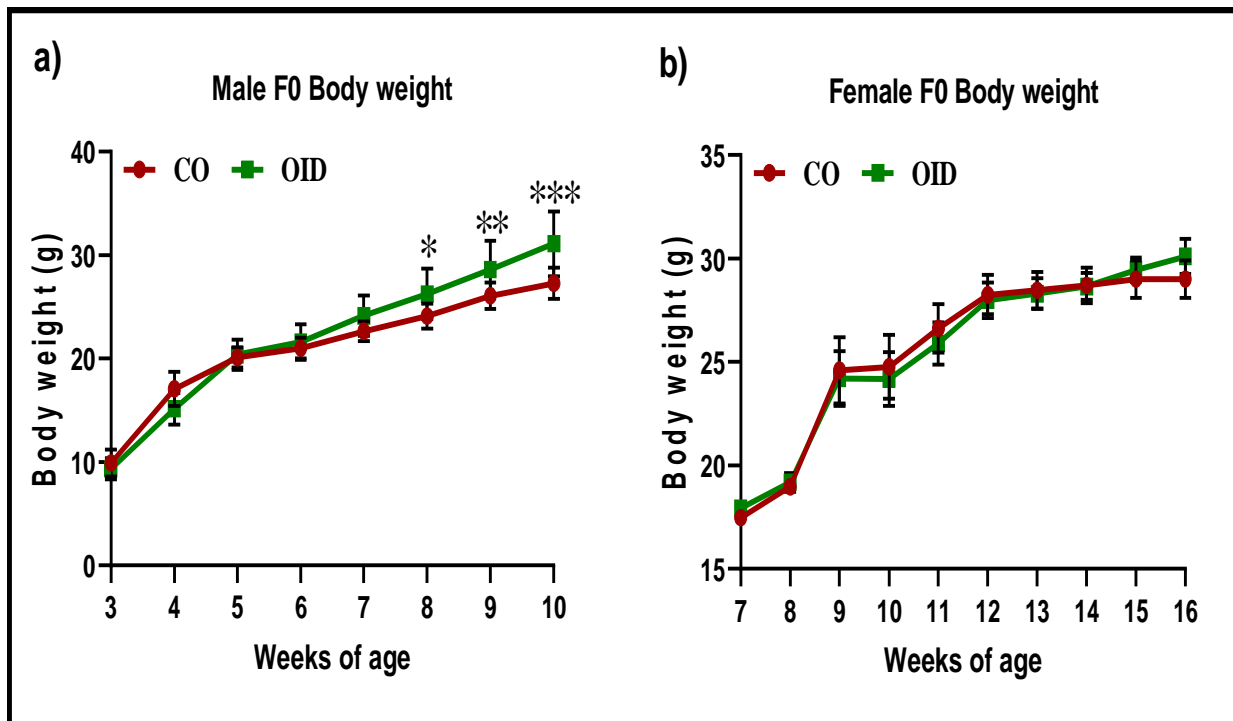 a)
Male F0 Body weight
CO OID
Body weight (g)
40
30
20
10
0
* ** ***
3 4 5 6 7 8 9 10
Weeks of age
b)
Female F0 Body weight
CO OID
Body weight (g)
35
30
25
20
15
7 8 9 10 11 12 13 14 15 16
Weeks of age